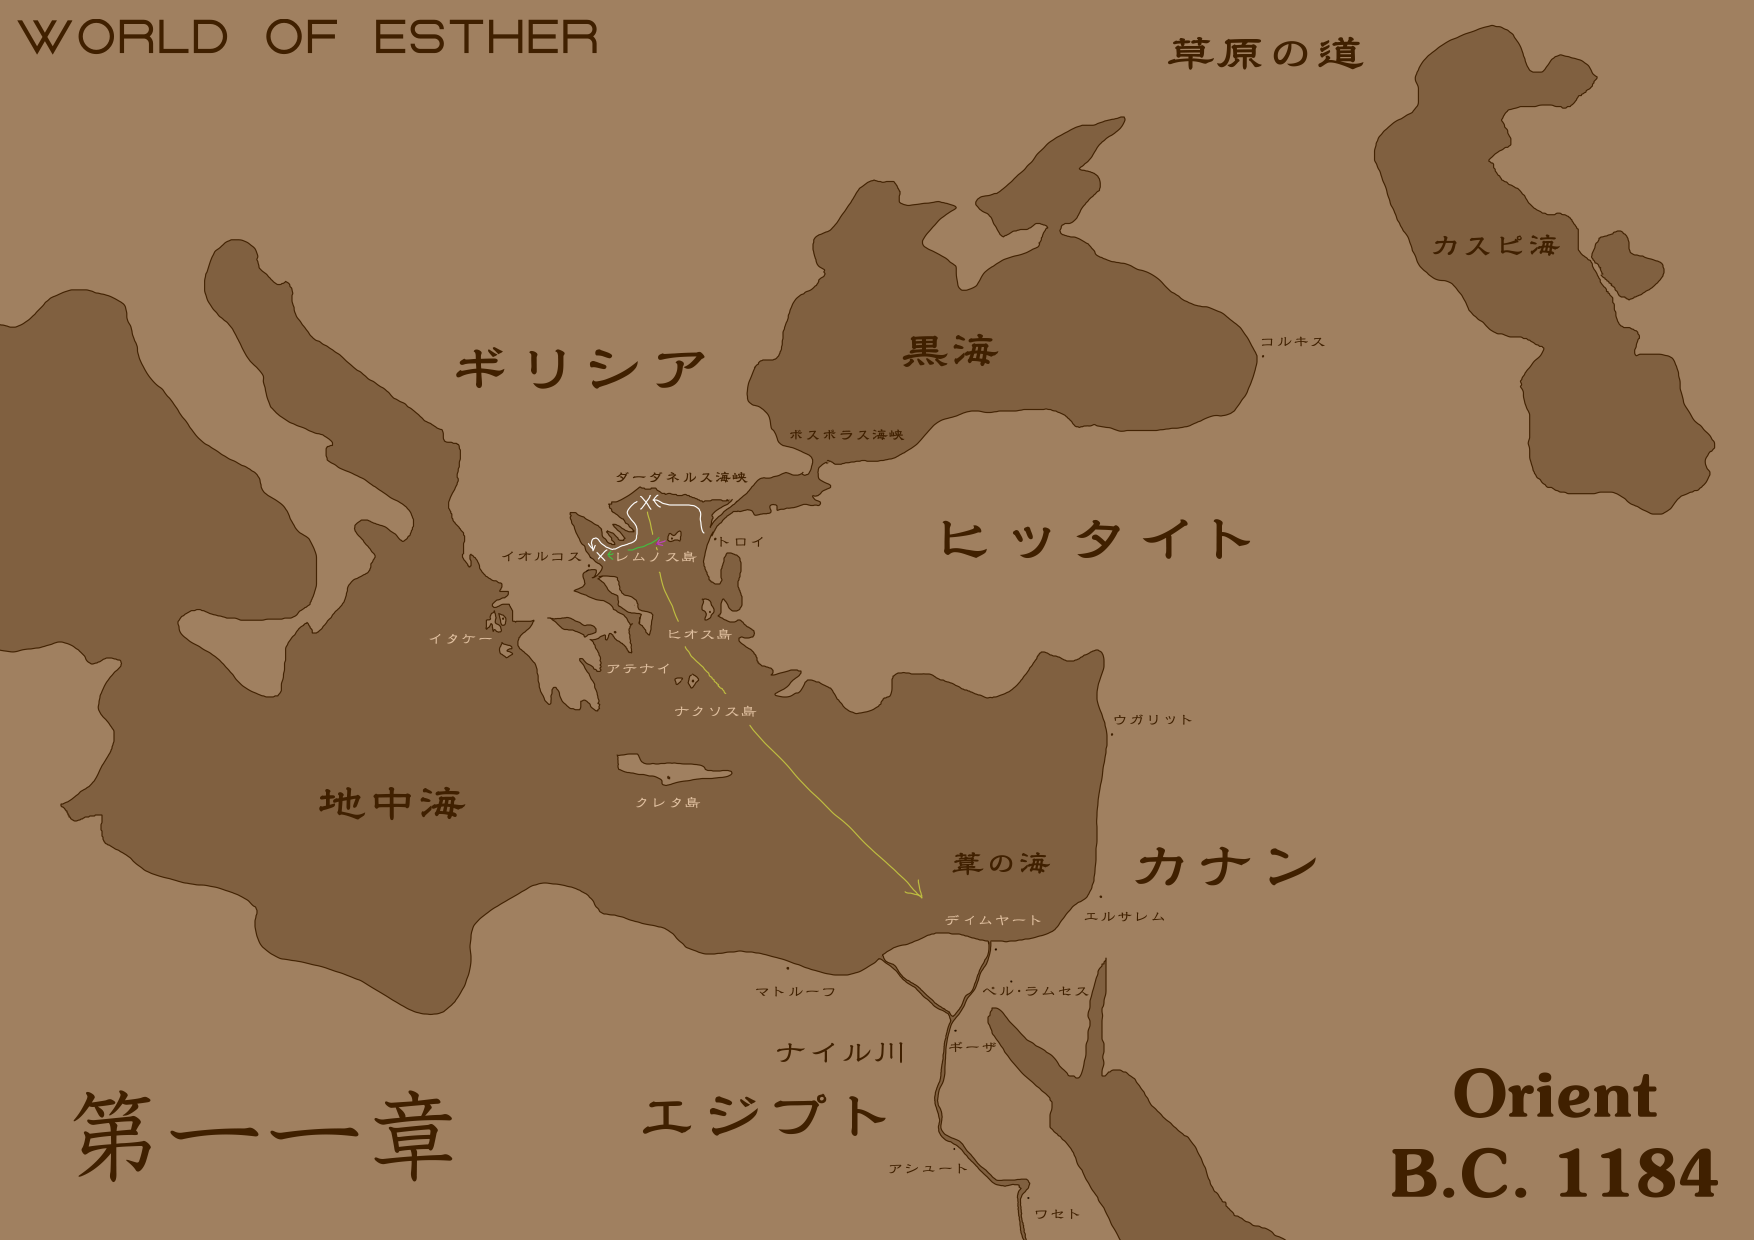 WORLD OF ESTHER
草原の道
カスピ海
ギリシア
黒海
コルキス
ボスポラス海峡
ダーダネルス海峡
ヒッタイト
トロイ
イオルコス
レムノス島
イタケー
ヒオス島
アテナイ
ナクソス島
ウガリット
地中海
クレタ島
葦の海
カナン
エルサレム
ディムヤート
マトルーフ
ペル・ラムセス
ナイル川
ギーザ
エジプト
第一一章
アシュート
ワセト
Orient
B.C. 1184